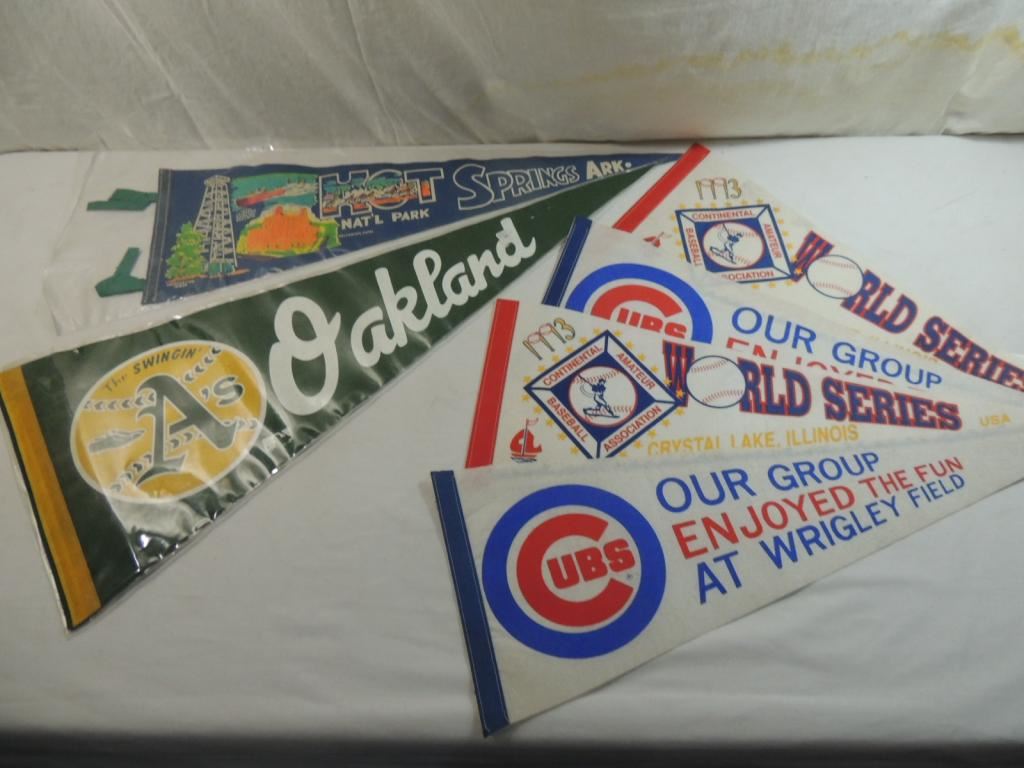 HOT SPRINGS ARK.
NAT'L PARK
The SWINGIN'
A's
Oakland
1993
CONTINENTAL
AMATEUR
BASEBALL
ASSOCIATION
WORLD SERIES
CUBS
OUR GROUP
ENJOYED
1993
CONTINENTAL
AMATEUR
BASEBALL
ASSOCIATION
WORLD SERIES
CRYSTAL LAKE, ILLINOIS
USA
CUBS
®
OUR GROUP
ENJOYED THE FUN
AT WRIGLEY FIELD